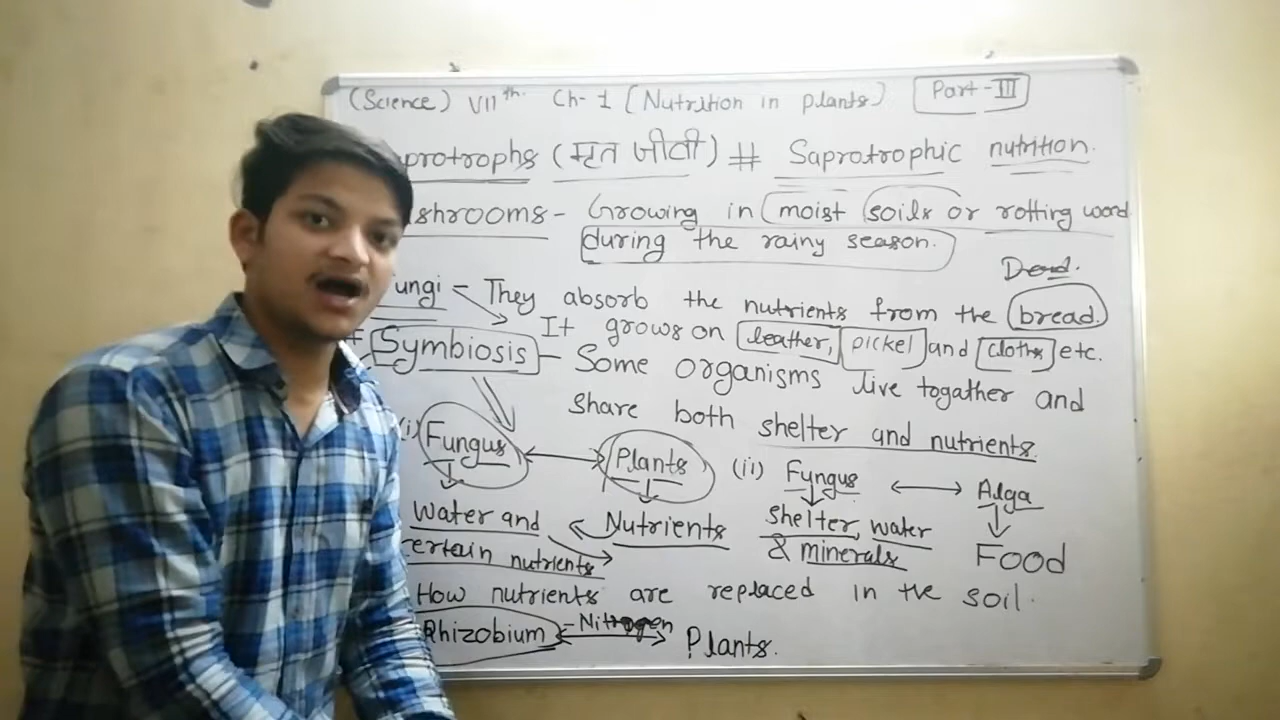 (Science) VII th. Ch-1 (Nutrition in plants) Part-III
protrophs (मृत जीवी) # Saprotrophic nutrition.
shrooms - Growing in moist soils or rotting word
during the rainy season.
Dead.
ungi - They absorb the nutrients from the bread.
It grows on leather, pickel and cloths etc.
Symbiosis - Some organisms live togather and
share both shelter and nutrients.
(i) Fungus Plants (ii) Fungus Alga
Water and Nutrients shelter, water Food
ertain nutrients & minerals
How nutrients are replaced in the soil.
Rhizobium - Nitrogen Plants.